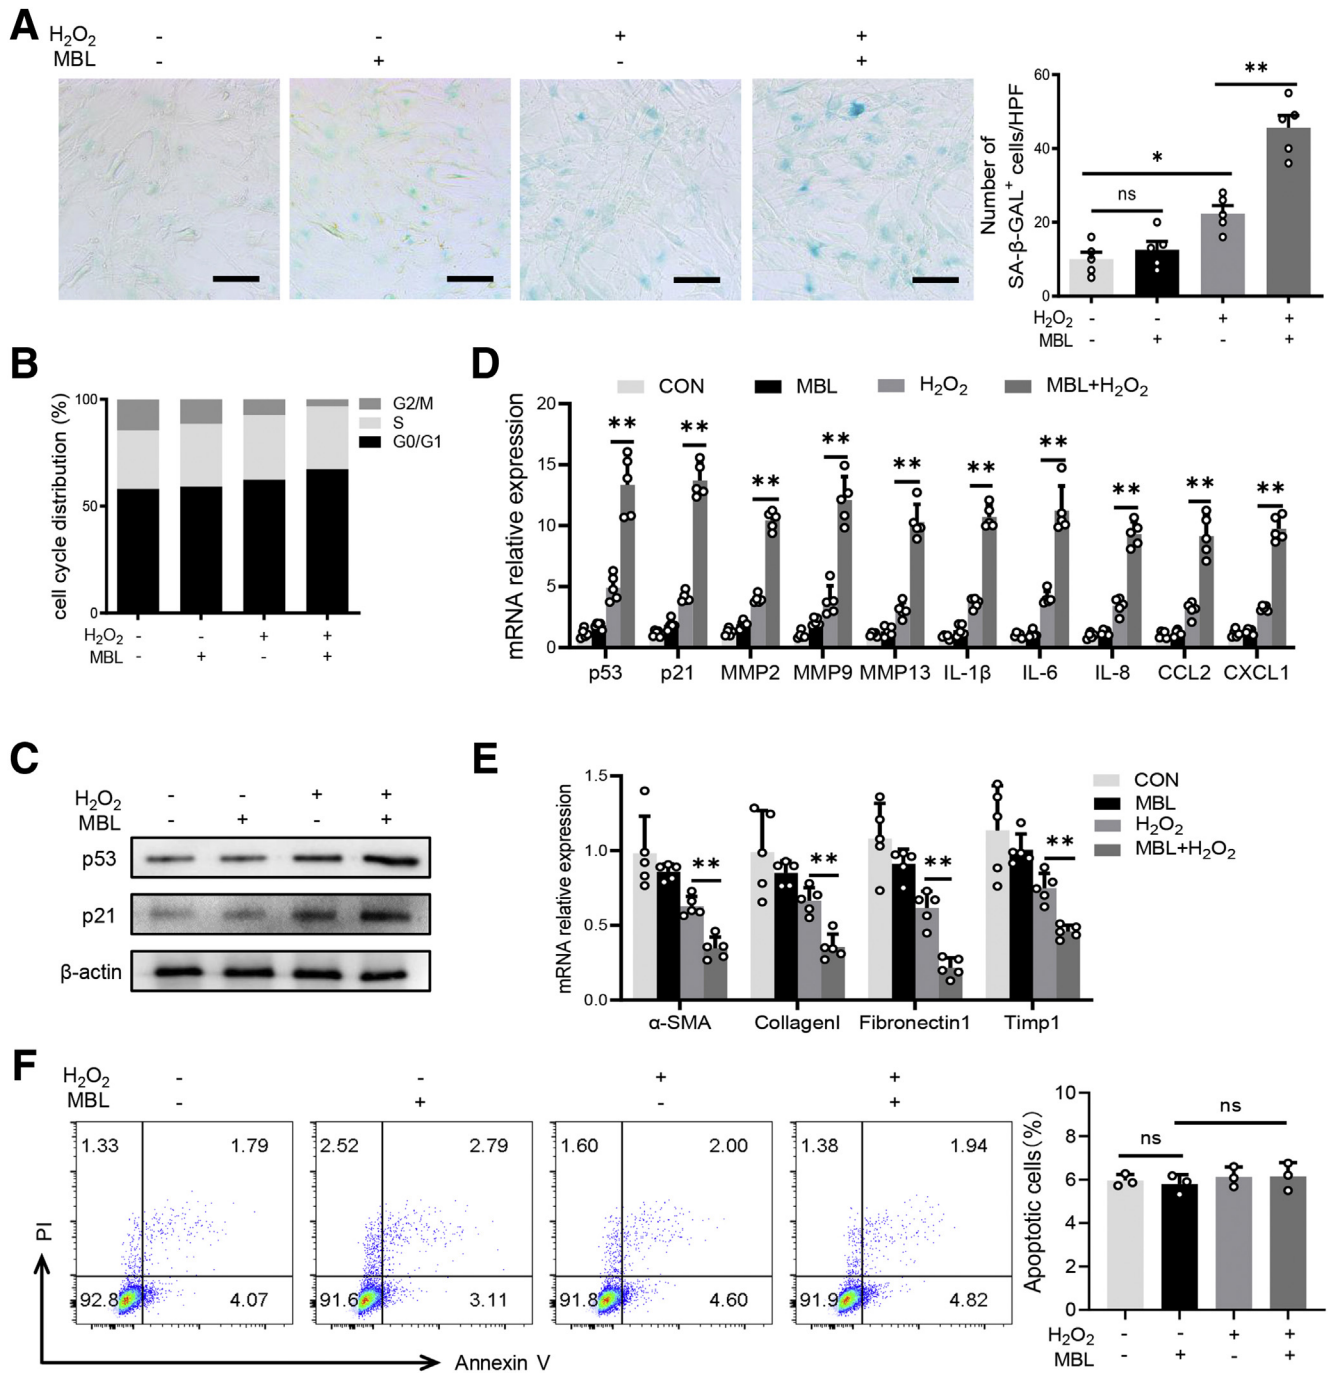 A
H₂O₂ - - + +
MBL - + - +
Number of
SA-β-GAL⁺ cells/HPF
60
40
20
0
ns
*
**
H₂O₂ - - + +
MBL - + - +
B
cell cycle distribution (%)
100
50
0
G2/M
S
G0/G1
H₂O₂ - - + +
MBL - + - +
D
CON MBL H₂O₂ MBL+H₂O₂
mRNA relative expression
20
15
10
5
0
** ** ** ** ** ** ** ** ** **
p53 p21 MMP2 MMP9 MMP13 IL-1β IL-6 IL-8 CCL2 CXCL1
C
H₂O₂ - - + +
MBL - + - +
p53
p21
β-actin
E
mRNA relative expression
1.5
1.0
0.5
0.0
** ** ** **
α-SMA CollagenI Fibronectin1 Timp1
CON
MBL
H₂O₂
MBL+H₂O₂
F
H₂O₂ - - + +
MBL - + - +
PI
1.33 1.79
92.8 4.07
2.52 2.79
91.6 3.11
1.60 2.00
91.8 4.60
1.38 1.94
91.9 4.82
Annexin V
Apoptotic cells(%)
10
8
6
4
2
0
ns
ns
H₂O₂ - - + +
MBL - + - +